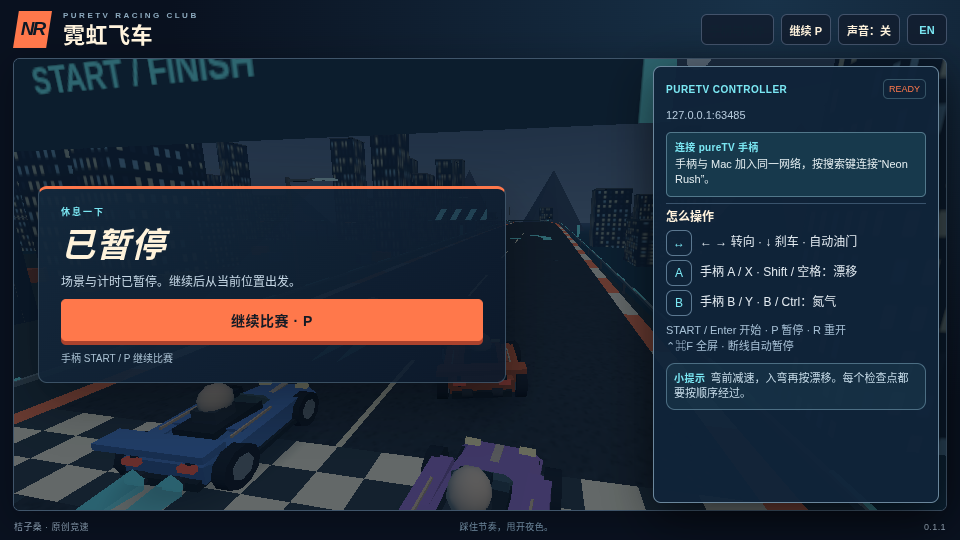 NR
PURETV RACING CLUB
霓虹飞车
继续 P
声音：关
EN
START / FINISH
PURETV CONTROLLER
READY
127.0.0.1:63485
连接 pureTV 手柄
手柄与 Mac 加入同一网络，按搜索键连接“Neon
Rush”。
怎么操作
↔ ← → 转向 · ↓ 刹车 · 自动油门
A 手柄 A / X · Shift / 空格：漂移
B 手柄 B / Y · B / Ctrl：氮气
START / Enter 开始 · P 暂停 · R 重开
⌃⌘F 全屏 · 断线自动暂停
小提示 弯前减速，入弯再按漂移。每个检查点都
要按顺序经过。
休息一下
已暂停
场景与计时已暂停。继续后从当前位置出发。
继续比赛 · P
手柄 START / P 继续比赛
桔子桑 · 原创竞速
踩住节奏，甩开夜色。
0.1.1